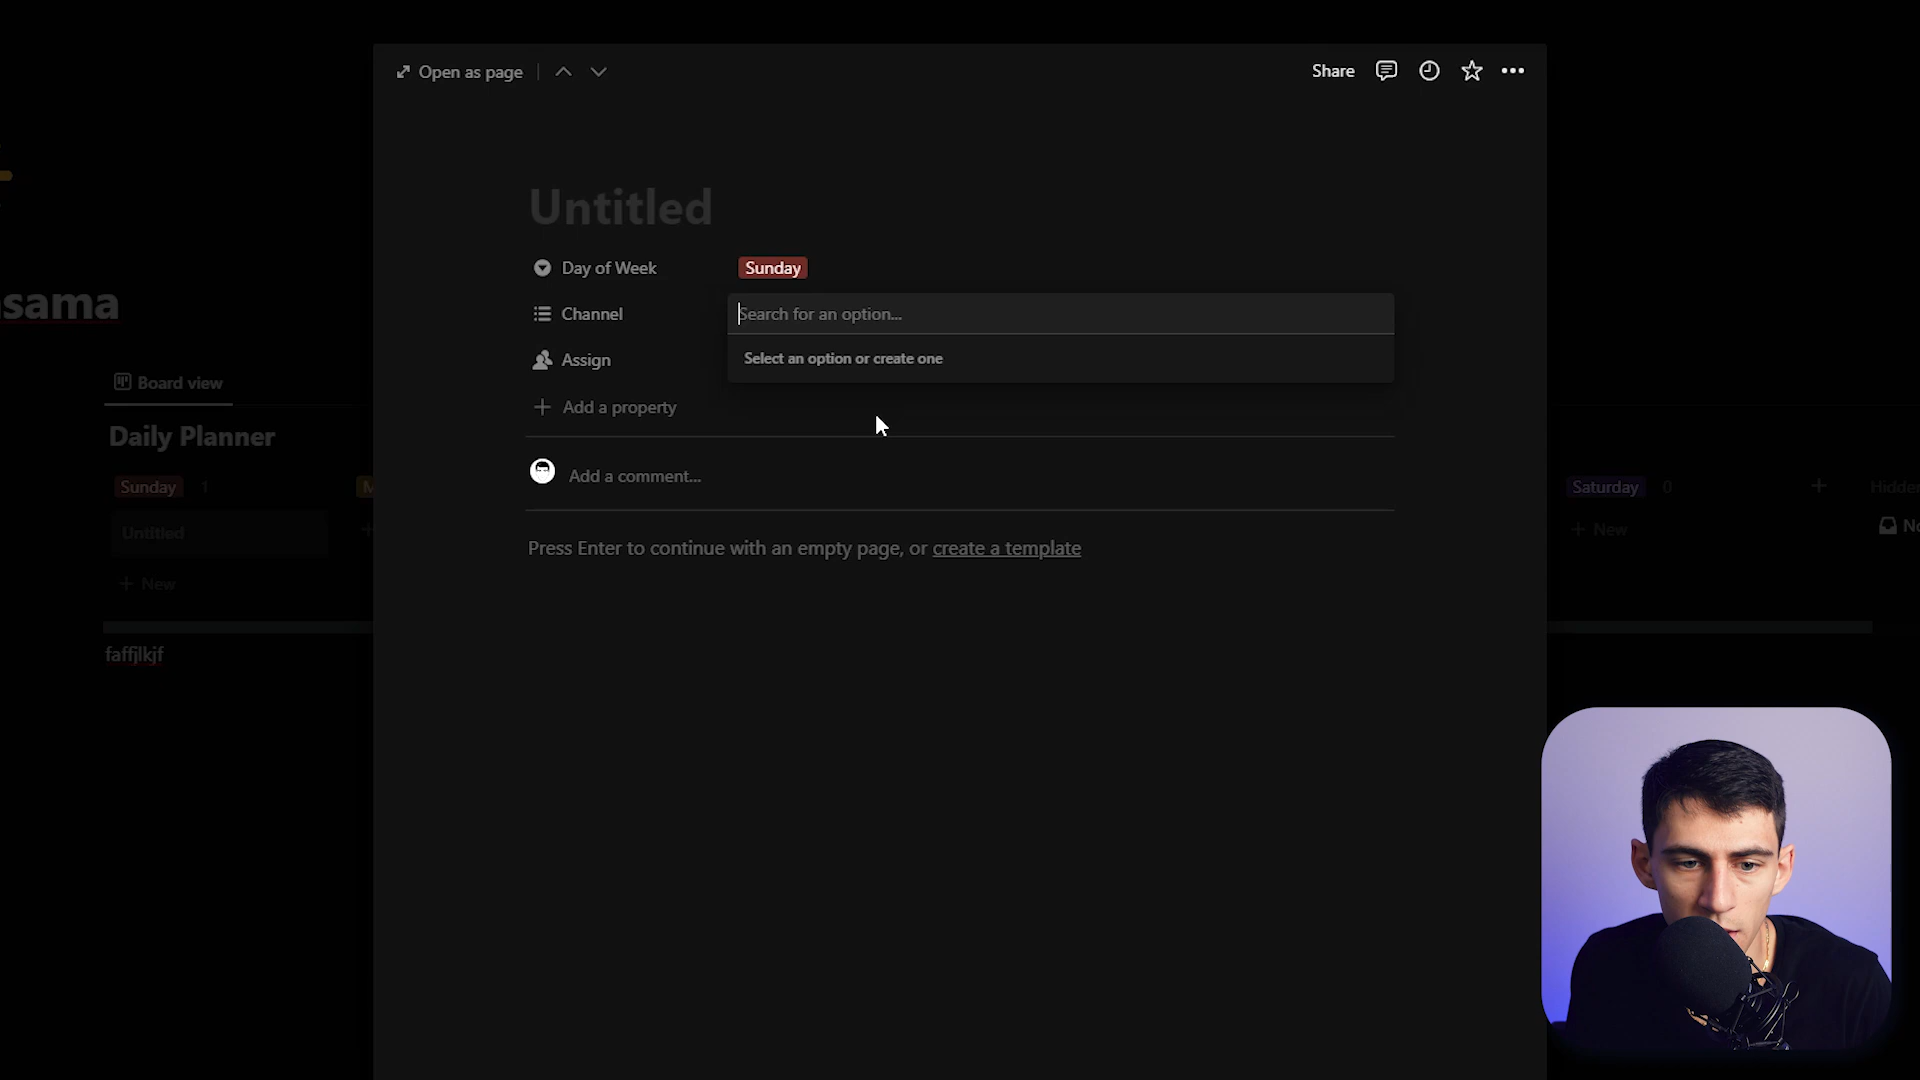 Open as page
Share
Untitled
Day of Week
Sunday
Channel
Search for an option...
Assign
Select an option or create one
Add a property
Add a comment...
Press Enter to continue with an empty page, or create a template
sama
Board view
Daily Planner
Sunday 1
M
Untitled
+ New
faffjlkjf
Saturday 0
+ New